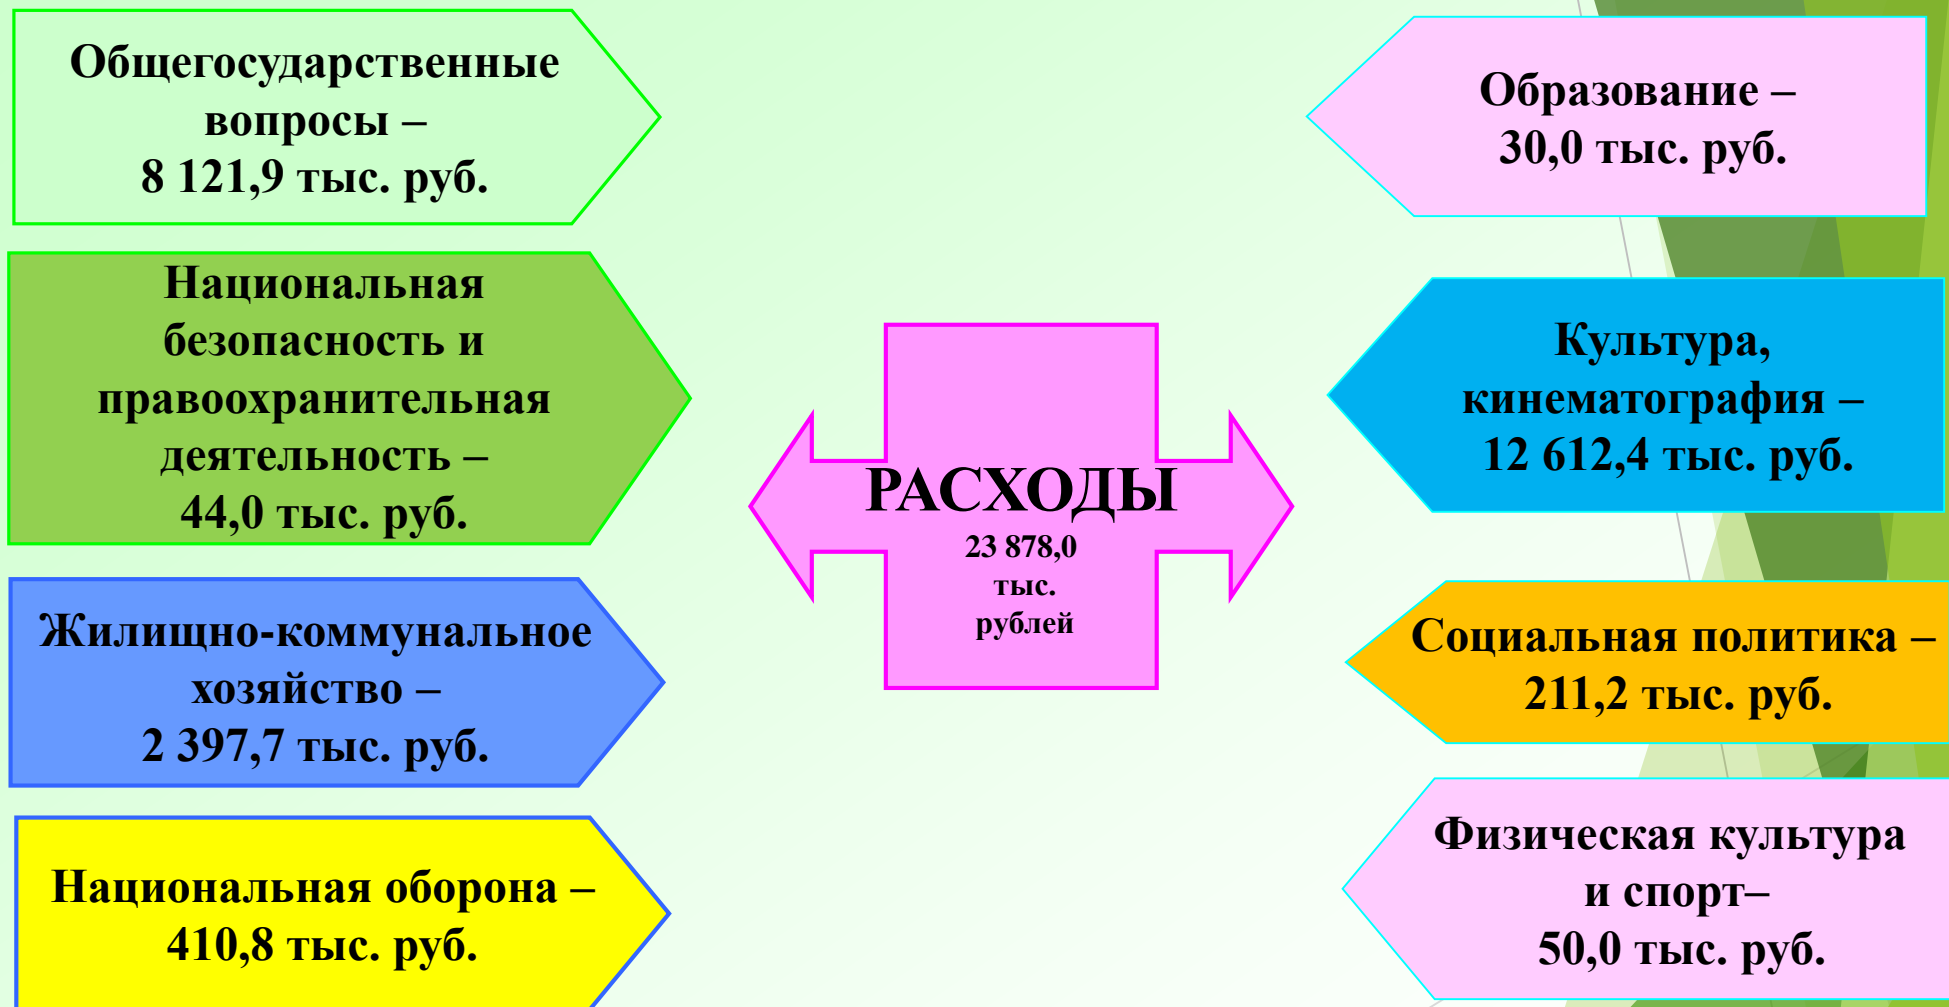 Общегосударственные
вопросы –
8 121,9 тыс. руб.
Национальная
безопасность и
правоохранительная
деятельность –
44,0 тыс. руб.
Жилищно-коммунальное
хозяйство –
2 397,7 тыс. руб.
Национальная оборона –
410,8 тыс. руб.
РАСХОДЫ
23 878,0
тыс.
рублей
Образование –
30,0 тыс. руб.
Культура,
кинематография –
12 612,4 тыс. руб.
Социальная политика –
211,2 тыс. руб.
Физическая культура
и спорт–
50,0 тыс. руб.